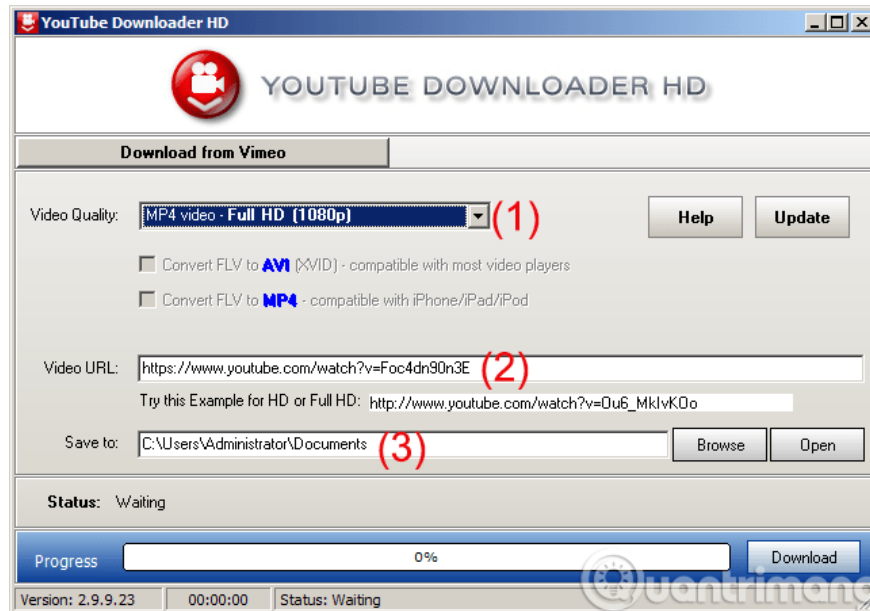 YouTube Downloader HD
YOUTUBE DOWNLOADER HD
Download from Vimeo
Video Quality: MP4 video - Full HD (1080p) (1) Help Update
Convert FLV to AVI (XVID) - compatible with most video players
Convert FLV to MP4 - compatible with iPhone/iPad/iPod
Video URL: https://www.youtube.com/watch?v=Foc4dn90n3E (2)
Try this Example for HD or Full HD: http://www.youtube.com/watch?v=0u6_MkIvKOo
Save to: C:\Users\Administrator\Documents (3) Browse Open
Status: Waiting
Progress 0% Download
Quantrimang
Version: 2.9.9.23 00:00:00 Status: Waiting